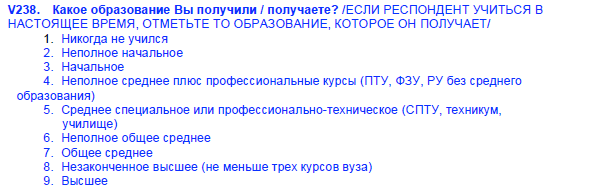 V238. Какое образование Вы получили / получаете? /ЕСЛИ РЕСПОНДЕНТ УЧИТЬСЯ В
НАСТОЯЩЕЕ ВРЕМЯ, ОТМЕТЬТЕ ТО ОБРАЗОВАНИЕ, КОТОРОЕ ОН ПОЛУЧАЕТ/
1. Никогда не учился
2. Неполное начальное
3. Начальное
4. Неполное среднее плюс профессиональные курсы (ПТУ, ФЗУ, РУ без среднего
образования)
5. Среднее специальное или профессионально-техническое (СПТУ, техникум,
училище)
6. Неполное общее среднее
7. Общее среднее
8. Незаконченное высшее (не меньше трех курсов вуза)
9. Высшее